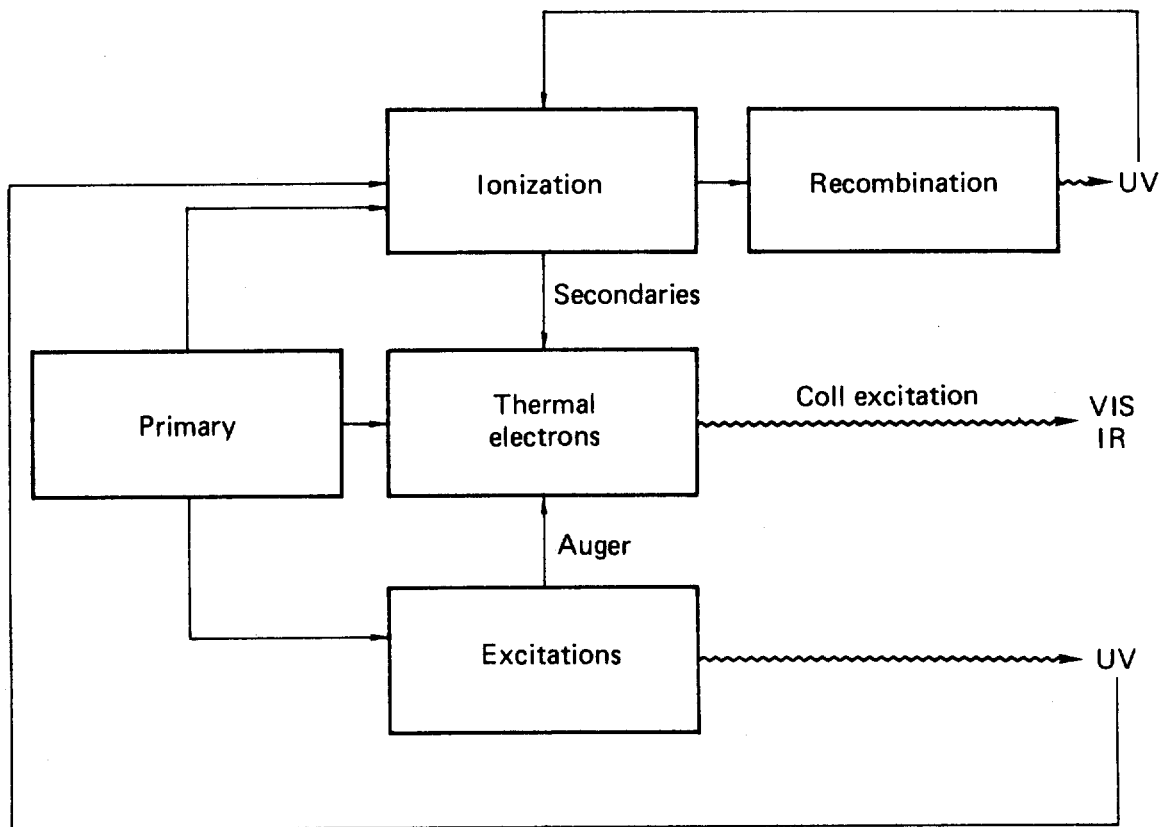 Ionization
Recombination
UV
Secondaries
Primary
Thermal
electrons
Coll excitation
VIS
IR
Auger
Excitations
UV